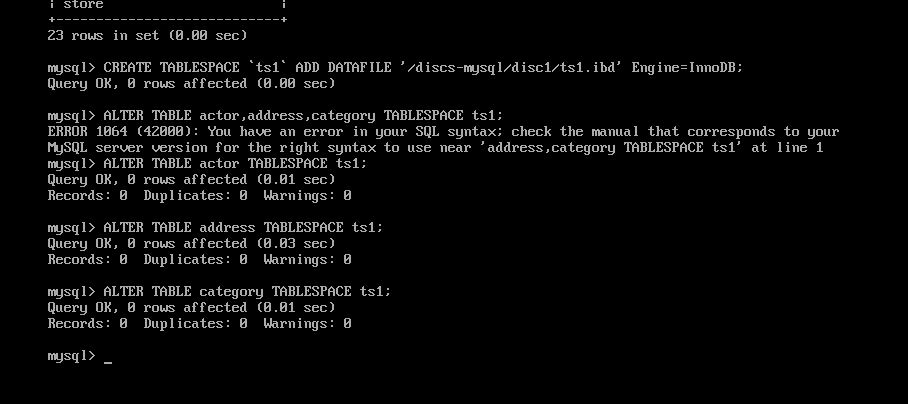 | store                      |
+----------------------------+
23 rows in set (0.00 sec)
mysql> CREATE TABLESPACE `ts1` ADD DATAFILE '/discs-mysql/disc1/ts1.ibd' Engine=InnoDB;
Query OK, 0 rows affected (0.00 sec)
mysql> ALTER TABLE actor,address,category TABLESPACE ts1;
ERROR 1064 (42000): You have an error in your SQL syntax; check the manual that corresponds to your
MySQL server version for the right syntax to use near 'address,category TABLESPACE ts1' at line 1
mysql> ALTER TABLE actor TABLESPACE ts1;
Query OK, 0 rows affected (0.01 sec)
Records: 0  Duplicates: 0  Warnings: 0
mysql> ALTER TABLE address TABLESPACE ts1;
Query OK, 0 rows affected (0.03 sec)
Records: 0  Duplicates: 0  Warnings: 0
mysql> ALTER TABLE category TABLESPACE ts1;
Query OK, 0 rows affected (0.01 sec)
Records: 0  Duplicates: 0  Warnings: 0
mysql> _